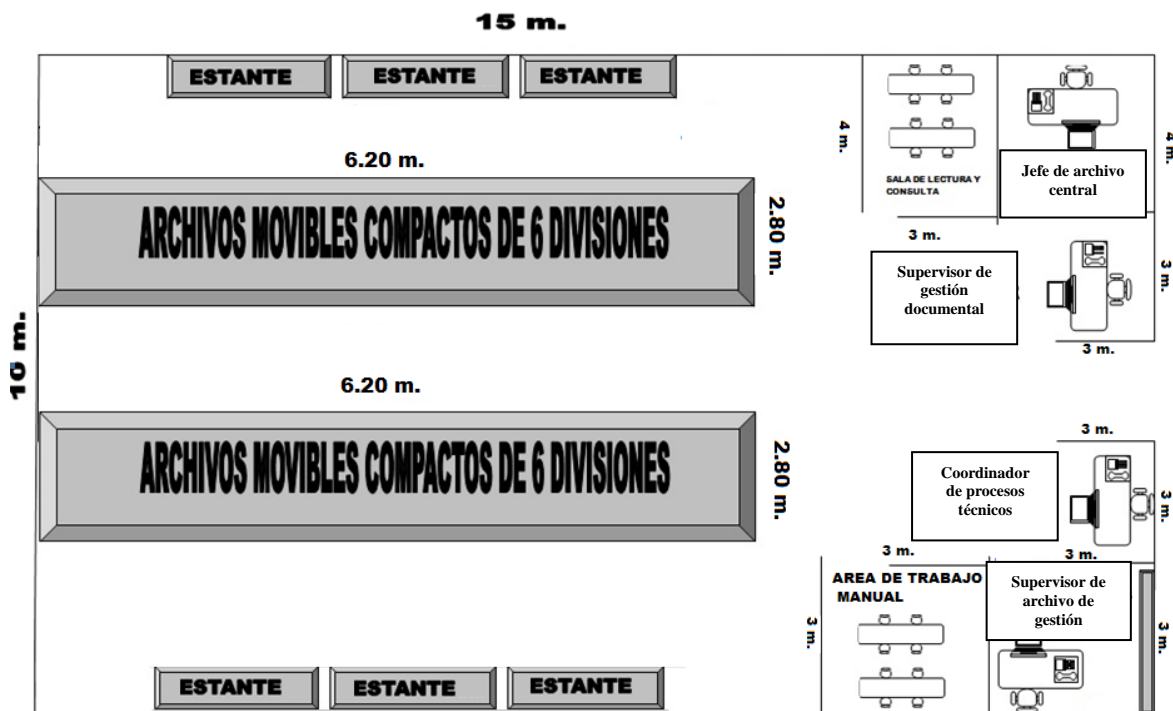 15 m.
ESTANTE
ESTANTE
ESTANTE
4 m.
4 m.
SALA DE LECTURA Y
CONSULTA
Jefe de archivo
central
6.20 m.
ARCHIVOS MOVIBLES COMPACTOS DE 6 DIVISIONES
2.80 m.
3 m.
Supervisor de
gestión
documental
3 m.
3 m.
10 m.
6.20 m.
ARCHIVOS MOVIBLES COMPACTOS DE 6 DIVISIONES
2.80 m.
3 m.
Coordinador
de procesos
técnicos
3 m.
3 m.
3 m.
AREA DE TRABAJO
MANUAL
Supervisor de
archivo de
gestión
3 m.
3 m.
ESTANTE
ESTANTE
ESTANTE